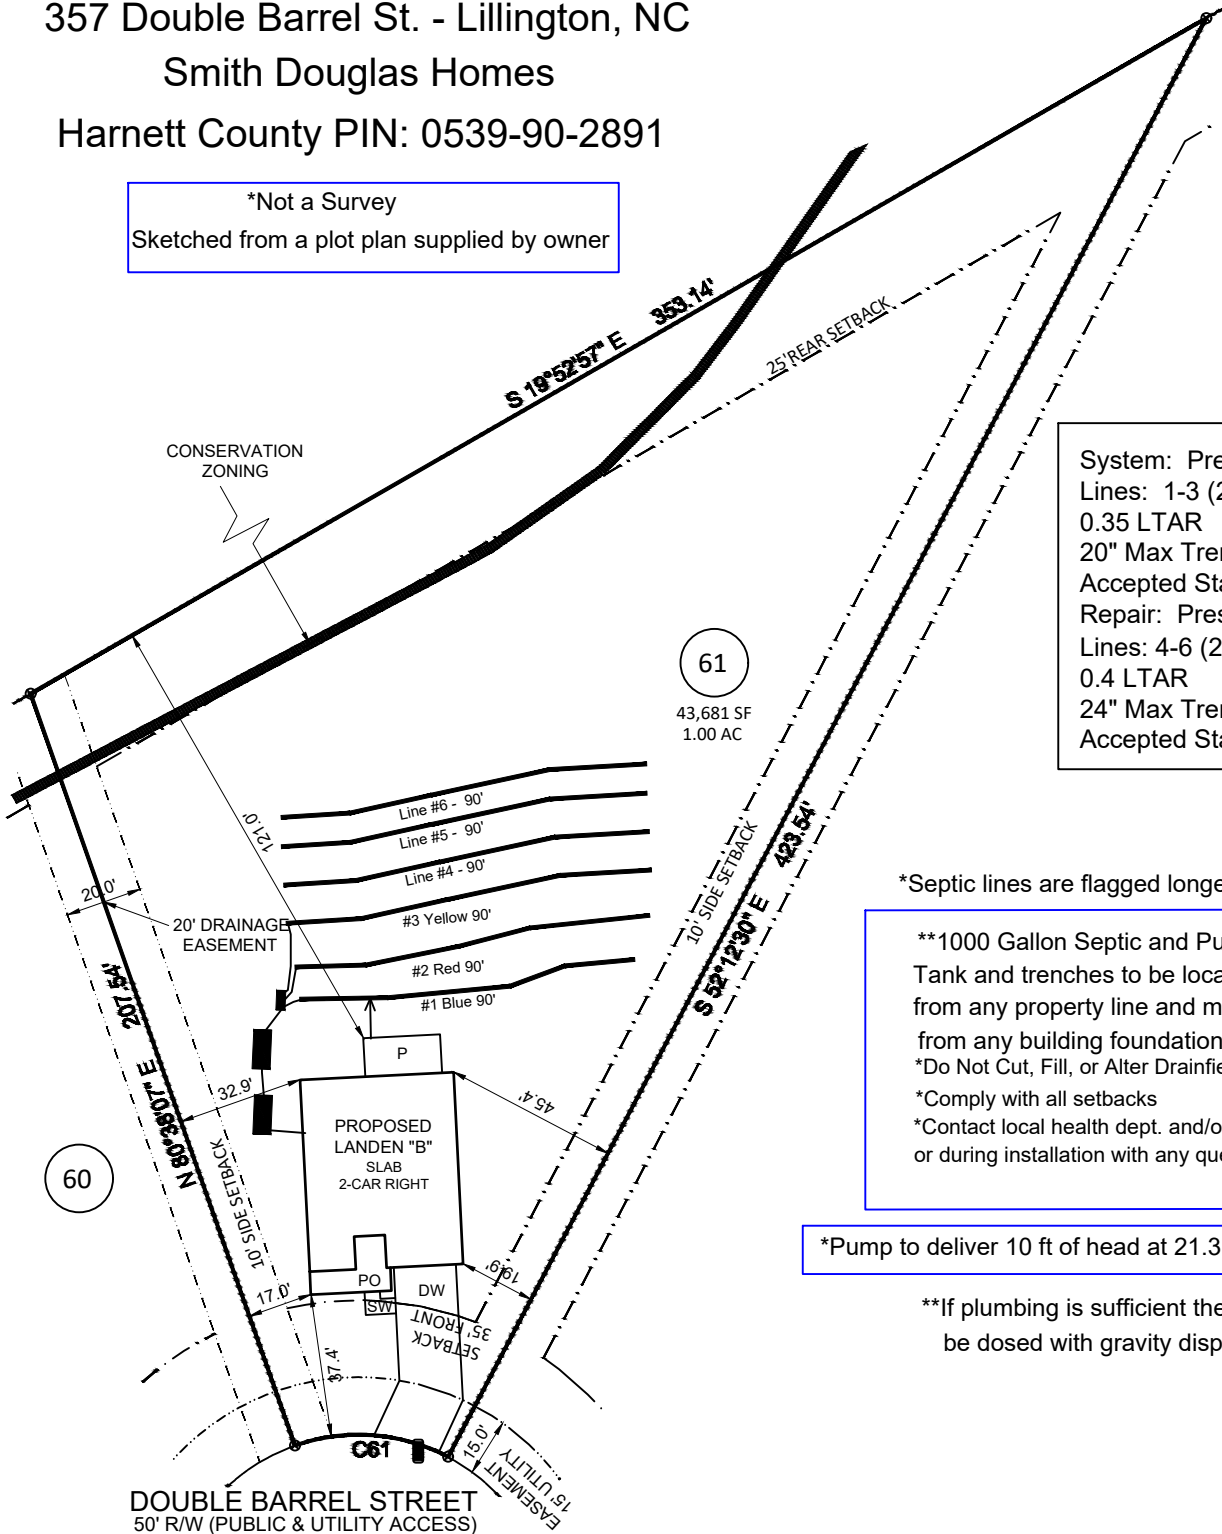 357 Double Barrel St. - Lillington, NC
Smith Douglas Homes
Harnett County PIN: 0539-90-2891
*Not a Survey
Sketched from a plot plan supplied by owner
S 19°52'57" E 353.14'
25'REAR SETBACK
CONSERVATION
ZONING
System: Pre
Lines: 1-3 (2
0.35 LTAR
20" Max Tren
Accepted Sta
Repair: Pres
Lines: 4-6 (2
0.4 LTAR
24" Max Tren
Accepted Sta
61
43,681 SF
1.00 AC
121.0'
Line #6 - 90'
Line #5 - 90'
Line #4 - 90'
#3 Yellow 90'
#2 Red 90'
#1 Blue 90'
20.0'
20' DRAINAGE
EASEMENT
10' SIDE SETBACK
S 52°12'30" E 423.54'
*Septic lines are flagged longe
**1000 Gallon Septic and Pu
Tank and trenches to be loca
from any property line and m
from any building foundation
*Do Not Cut, Fill, or Alter Drainfie
*Comply with all setbacks
*Contact local health dept. and/o
or during installation with any que
*Pump to deliver 10 ft of head at 21.3
**If plumbing is sufficient the
be dosed with gravity disp
N 80°38'07" E 207.54'
32.9'
P
45.4'
PROPOSED
LANDEN "B"
SLAB
2-CAR RIGHT
60
10' SIDE SETBACK
17.0'
PO
SW
DW
19.9'
35' FRONT
SETBACK
37.4'
C61
15.0'
15' UTILITY
EASEMENT
DOUBLE BARREL STREET
50' R/W (PUBLIC & UTILITY ACCESS)